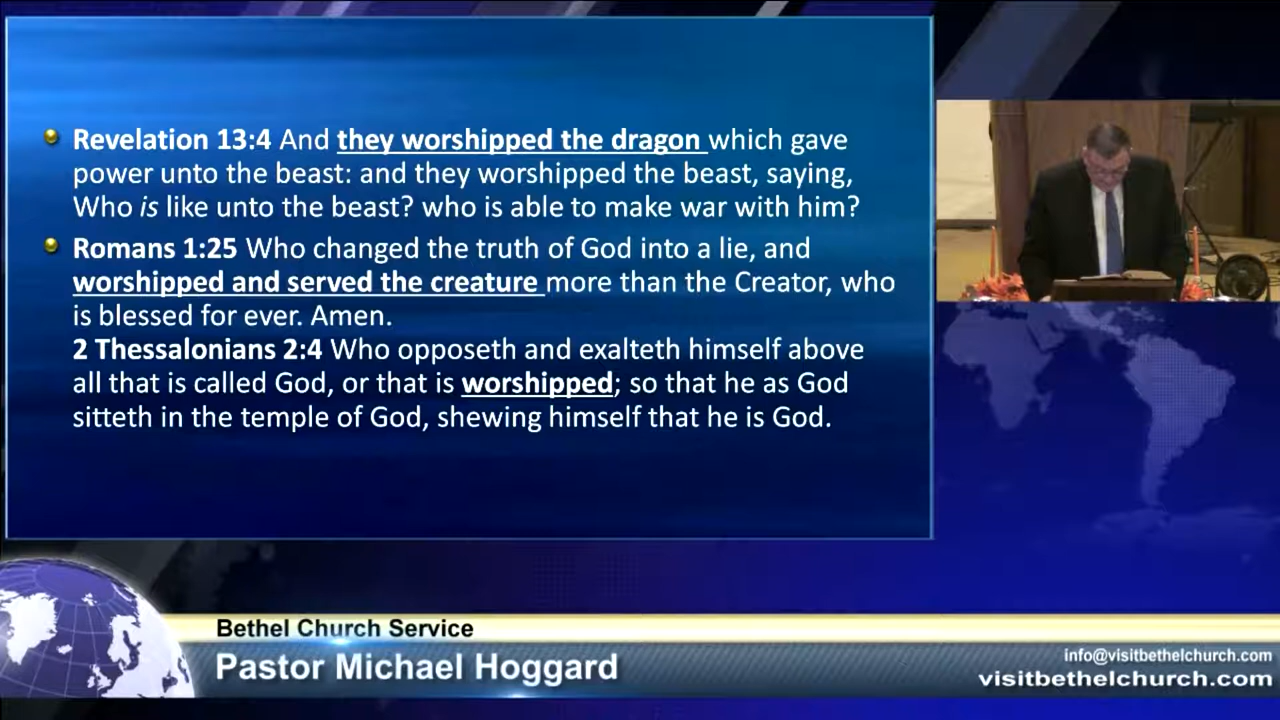 Revelation 13:4 And they worshipped the dragon which gave
power unto the beast: and they worshipped the beast, saying,
Who is like unto the beast? who is able to make war with him?
Romans 1:25 Who changed the truth of God into a lie, and
worshipped and served the creature more than the Creator, who
is blessed for ever. Amen.
2 Thessalonians 2:4 Who opposeth and exalteth himself above
all that is called God, or that is worshipped; so that he as God
sitteth in the temple of God, shewing himself that he is God.
Bethel Church Service
Pastor Michael Hoggard
info@visitbethelchurch.com
visitbethelchurch.com